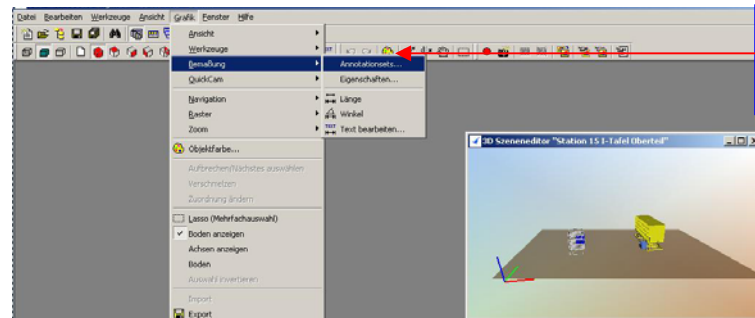 Datei Bearbeiten Werkzeuge Ansicht Grafik Fenster Hilfe
Ansicht
Werkzeuge
Bemaßung
QuickCam
Navigation
Raster
Zoom
Objektfarbe...
Aufbrechen/Nächstes auswählen
Verschmelzen
Zuordnung ändern
Lasso (Mehrfachauswahl)
Boden anzeigen
Achsen anzeigen
Boden
Auswahl invertieren
Import
Export
Annotationsets...
Eigenschaften...
Länge
Winkel
TEXT Text bearbeiten...
3D Szeneneditor "Station 15 I-Tafel Oberteil"